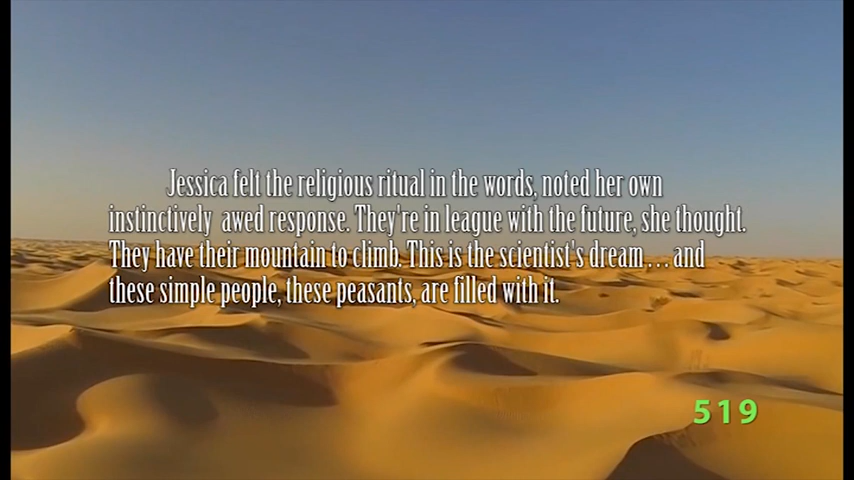 Jessica felt the religious ritual in the words, noted her own
instinctively awed response. They're in league with the future, she thought.
They have their mountain to climb. This is the scientist's dream . . . and
these simple people, these peasants, are filled with it.
519